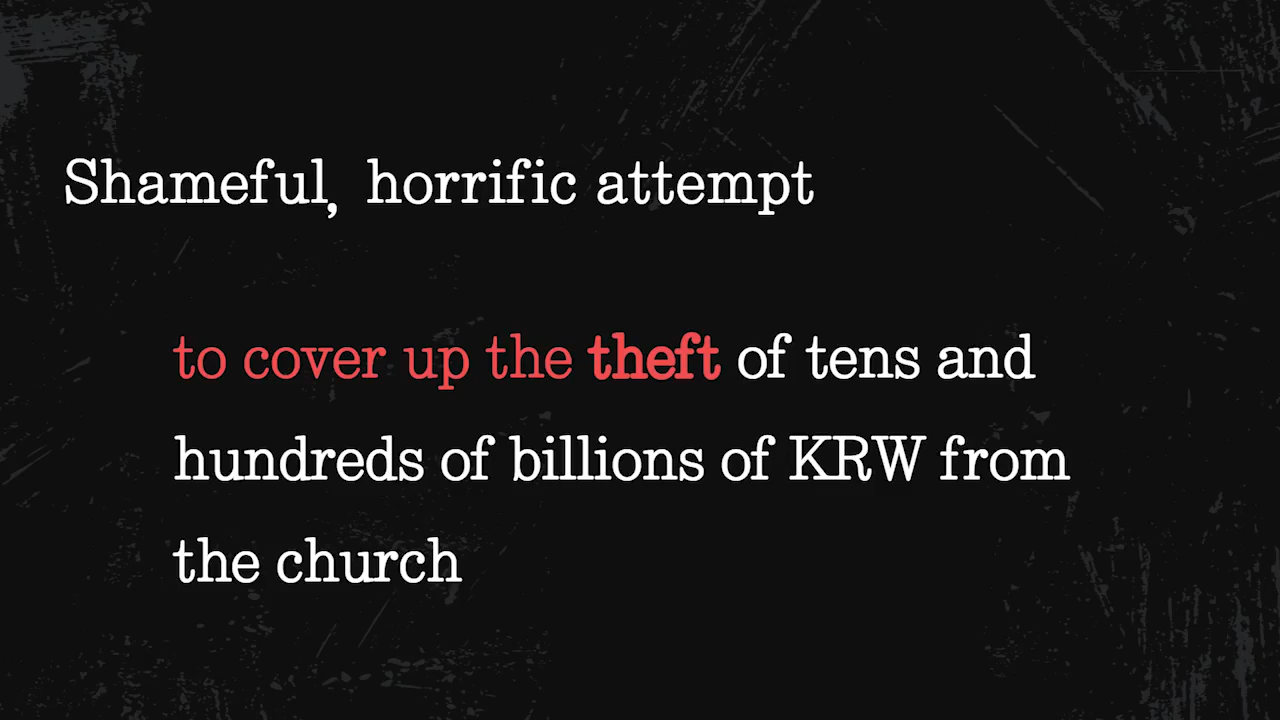 Shameful, horrific attempt
to cover up the theft of tens and
hundreds of billions of KRW from
the church